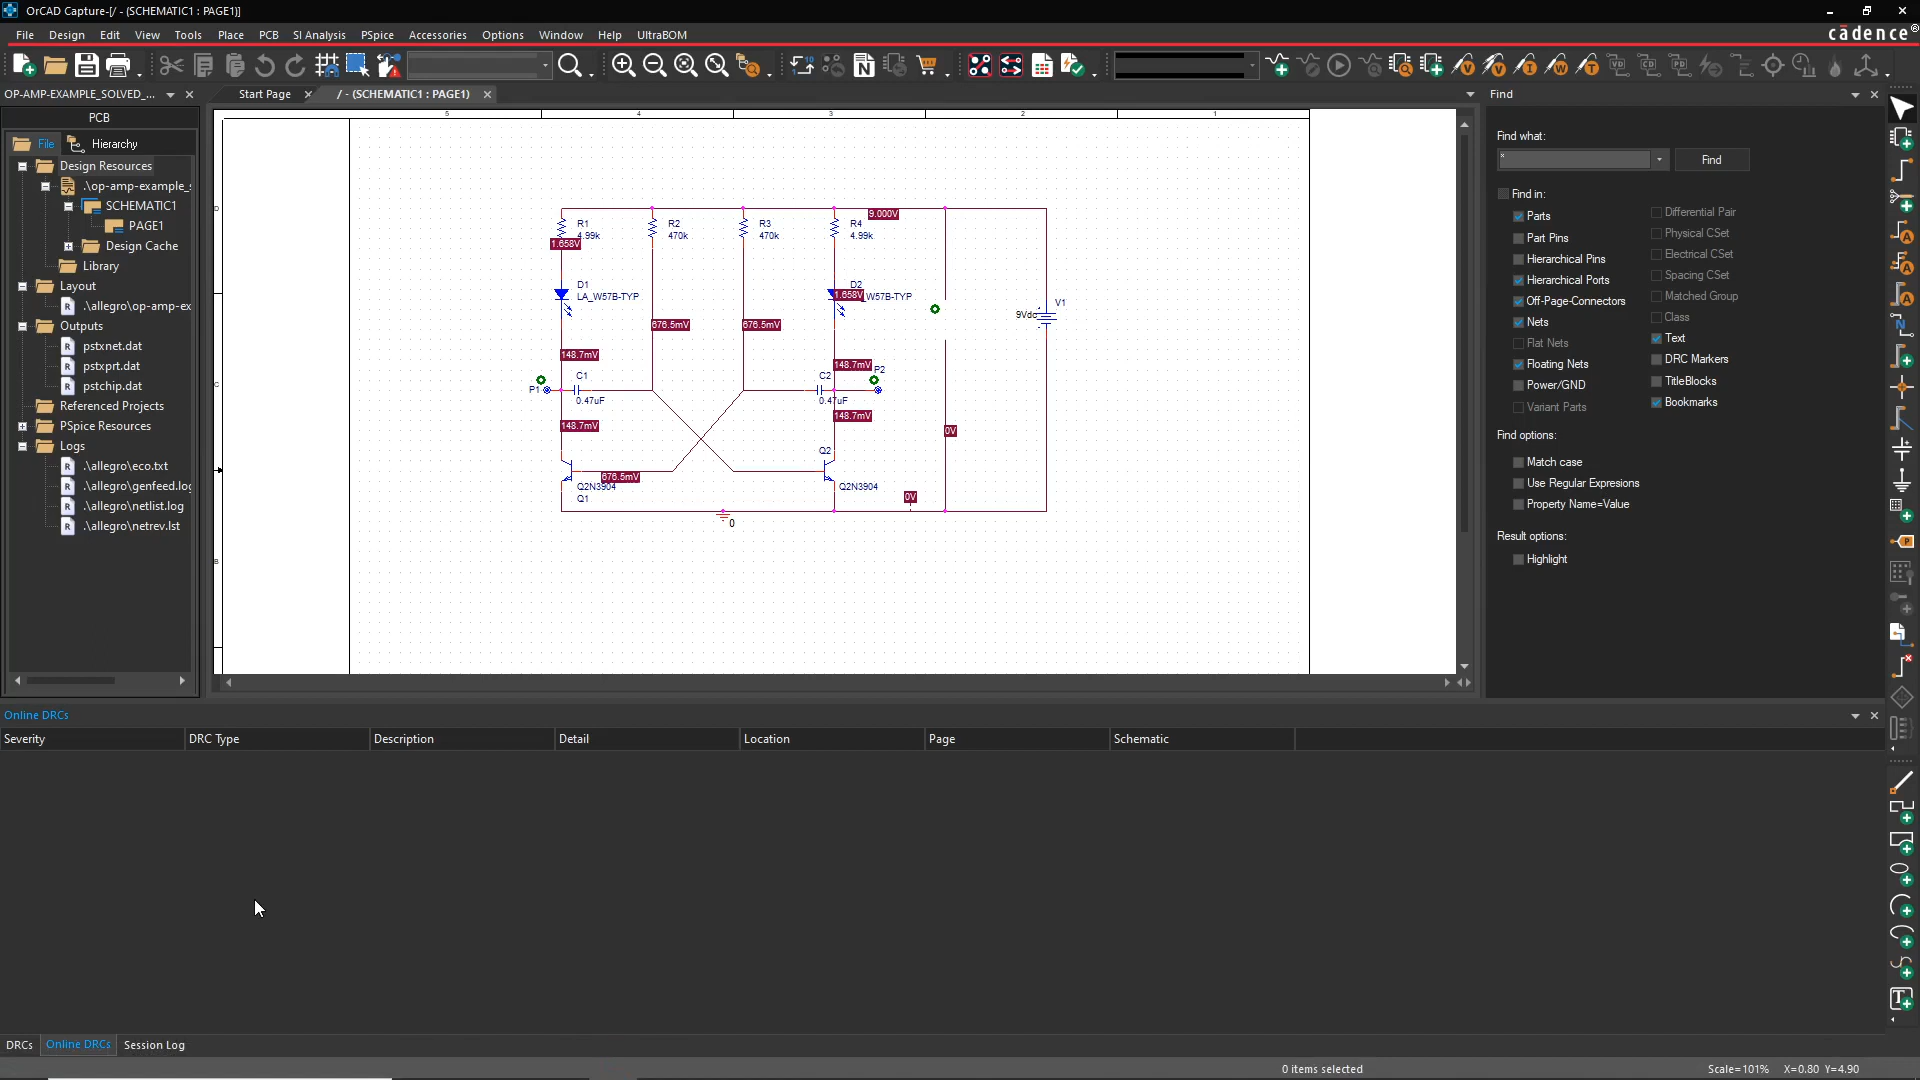 OrCAD Capture-[/ - (SCHEMATIC1 : PAGE1)]
File Design Edit View Tools Place PCB SI Analysis PSpice Accessories Options Window Help UltraBOM
cādence®
OP-AMP-EXAMPLE_SOLVED_...
Start Page
/ - (SCHEMATIC1 : PAGE1)
Find
PCB
File
Hierarchy
Design Resources
.\op-amp-example_s
SCHEMATIC1
PAGE1
Design Cache
Library
Layout
.\allegro\op-amp-ex
Outputs
pstxnet.dat
pstxprt.dat
pstchip.dat
Referenced Projects
PSpice Resources
Logs
.\allegro\eco.txt
.\allegro\genfeed.log
.\allegro\netlist.log
.\allegro\netrev.lst
5 4 3 2 1
D
C
B
R1
4.99k
1.658V
R2
470k
R3
470k
R4
4.99k
9.000V
D1
LA_W57B-TYP
D2
1.658V
_W57B-TYP
V1
9Vdc
676.5mV
676.5mV
148.7mV
148.7mV
P2
P1
C1
0.47uF
C2
0.47uF
148.7mV
148.7mV
0V
Q2
676.5mV
Q2N3904
Q1
Q2N3904
0V
0
Find what:
*
Find
Find in:
Parts
Part Pins
Hierarchical Pins
Hierarchical Ports
Off-Page-Connectors
Nets
Flat Nets
Floating Nets
Power/GND
Variant Parts
Differential Pair
Physical CSet
Electrical CSet
Spacing CSet
Matched Group
Class
Text
DRC Markers
TitleBlocks
Bookmarks
Find options:
Match case
Use Regular Expresions
Property Name=Value
Result options:
Highlight
Online DRCs
Severity DRC Type Description Detail Location Page Schematic
DRCs Online DRCs Session Log
0 items selected
Scale=101% X=0.80 Y=4.90